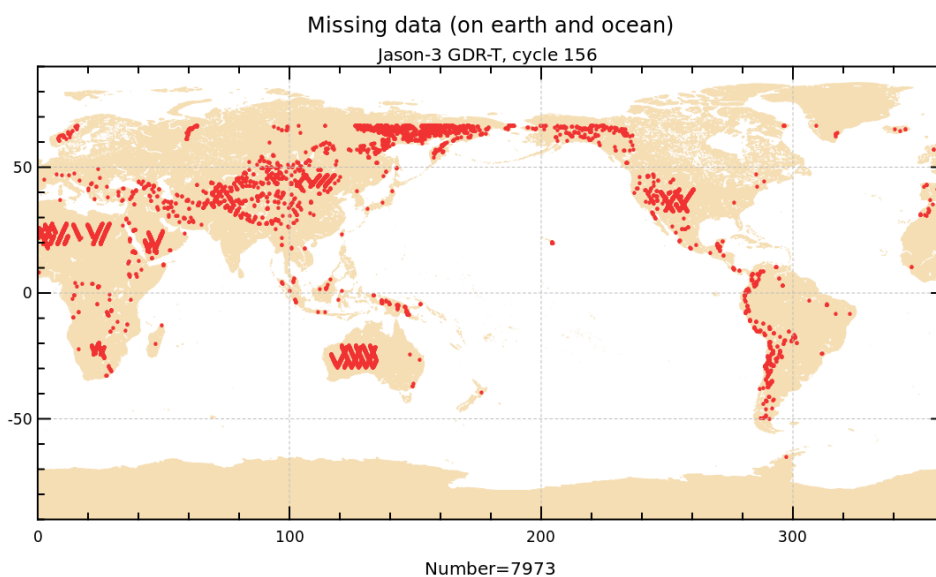 Missing data (on earth and ocean)
Jason-3 GDR-T, cycle 156
50
0
-50
0 100 200 300
Number=7973